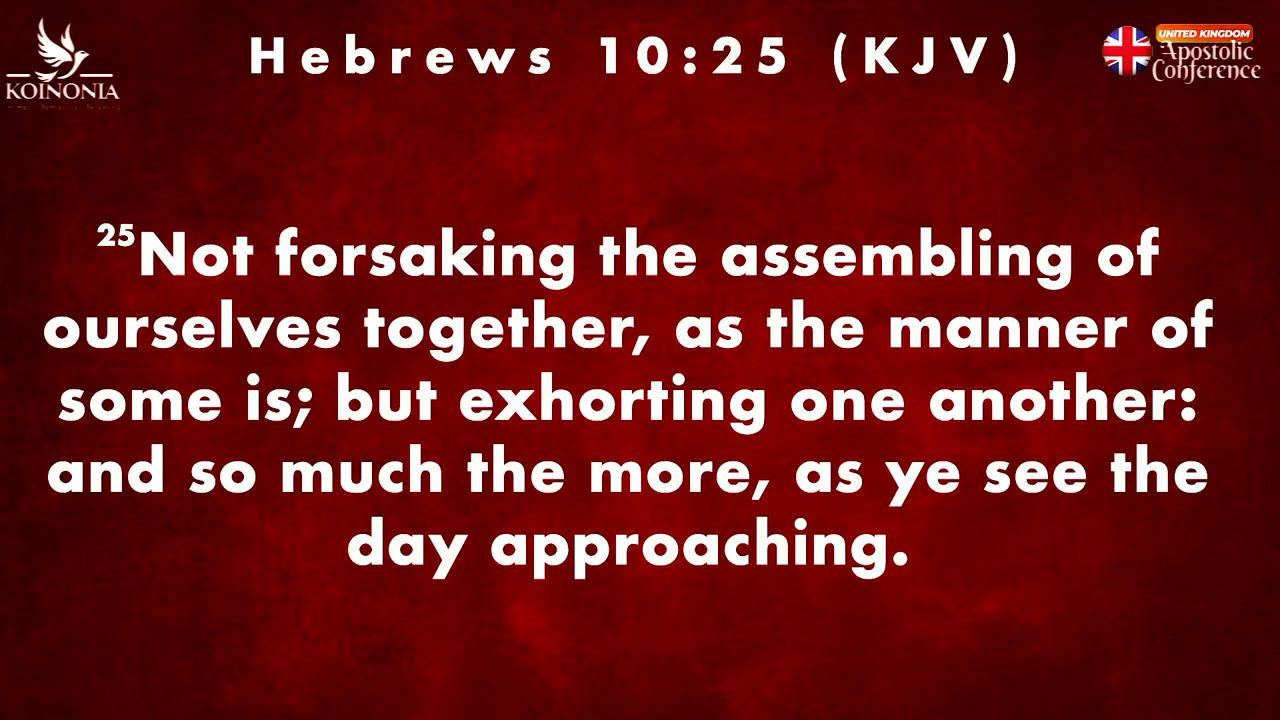 Hebrews 10:25 (KJV)
KOINONIA
UNITED KINGDOM
Apostolic
Conference
25Not forsaking the assembling of
ourselves together, as the manner of
some is; but exhorting one another:
and so much the more, as ye see the
day approaching.